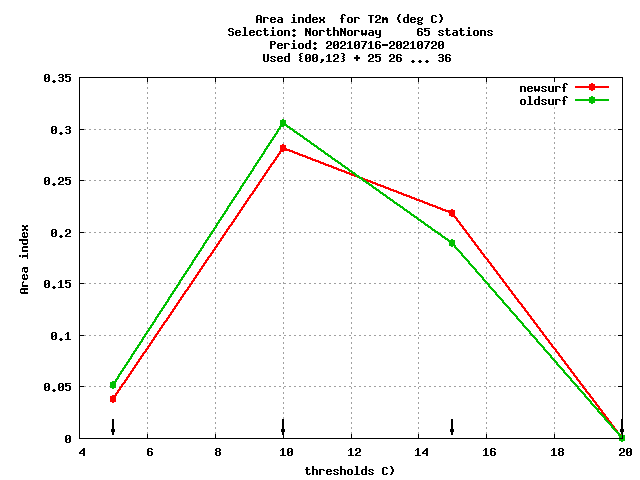 Area index  for T2m (deg C)
Selection: NorthNorway     65 stations
Period: 20210716-20210720
Used {00,12} + 25 26 ... 36
newsurf
oldsurf
0.35
0.3
0.25
0.2
0.15
0.1
0.05
0
Area index
4 6 8 10 12 14 16 18 20
thresholds C)